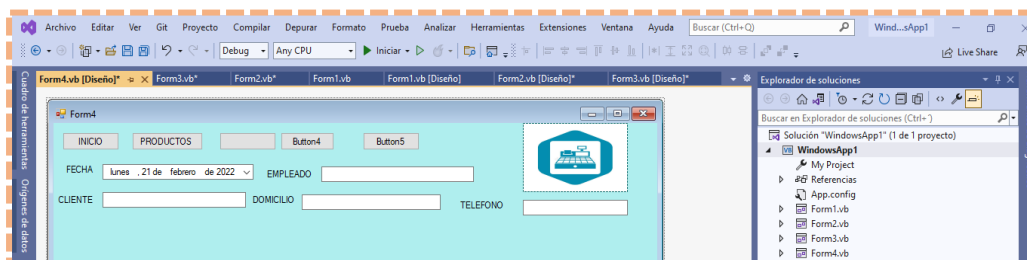 Archivo Editar Ver Git Proyecto Compilar Depurar Formato Prueba Analizar Herramientas Extensiones Ventana Ayuda Buscar (Ctrl+Q) Wind...sApp1
Debug Any CPU Iniciar Live Share
Form4.vb [Diseño]* Form3.vb* Form2.vb* Form1.vb Form1.vb [Diseño] Form2.vb [Diseño]* Form3.vb [Diseño]* Explorador de soluciones
Cuadro de herramientas
Orígenes de datos
Form4
INICIO PRODUCTOS Button4 Button5
FECHA lunes , 21 de febrero de 2022 EMPLEADO
CLIENTE DOMICILIO TELEFONO
Buscar en Explorador de soluciones (Ctrl+´)
Solución "WindowsApp1" (1 de 1 proyecto)
VB WindowsApp1
My Project
Referencias
App.config
Form1.vb
Form2.vb
Form3.vb
Form4.vb